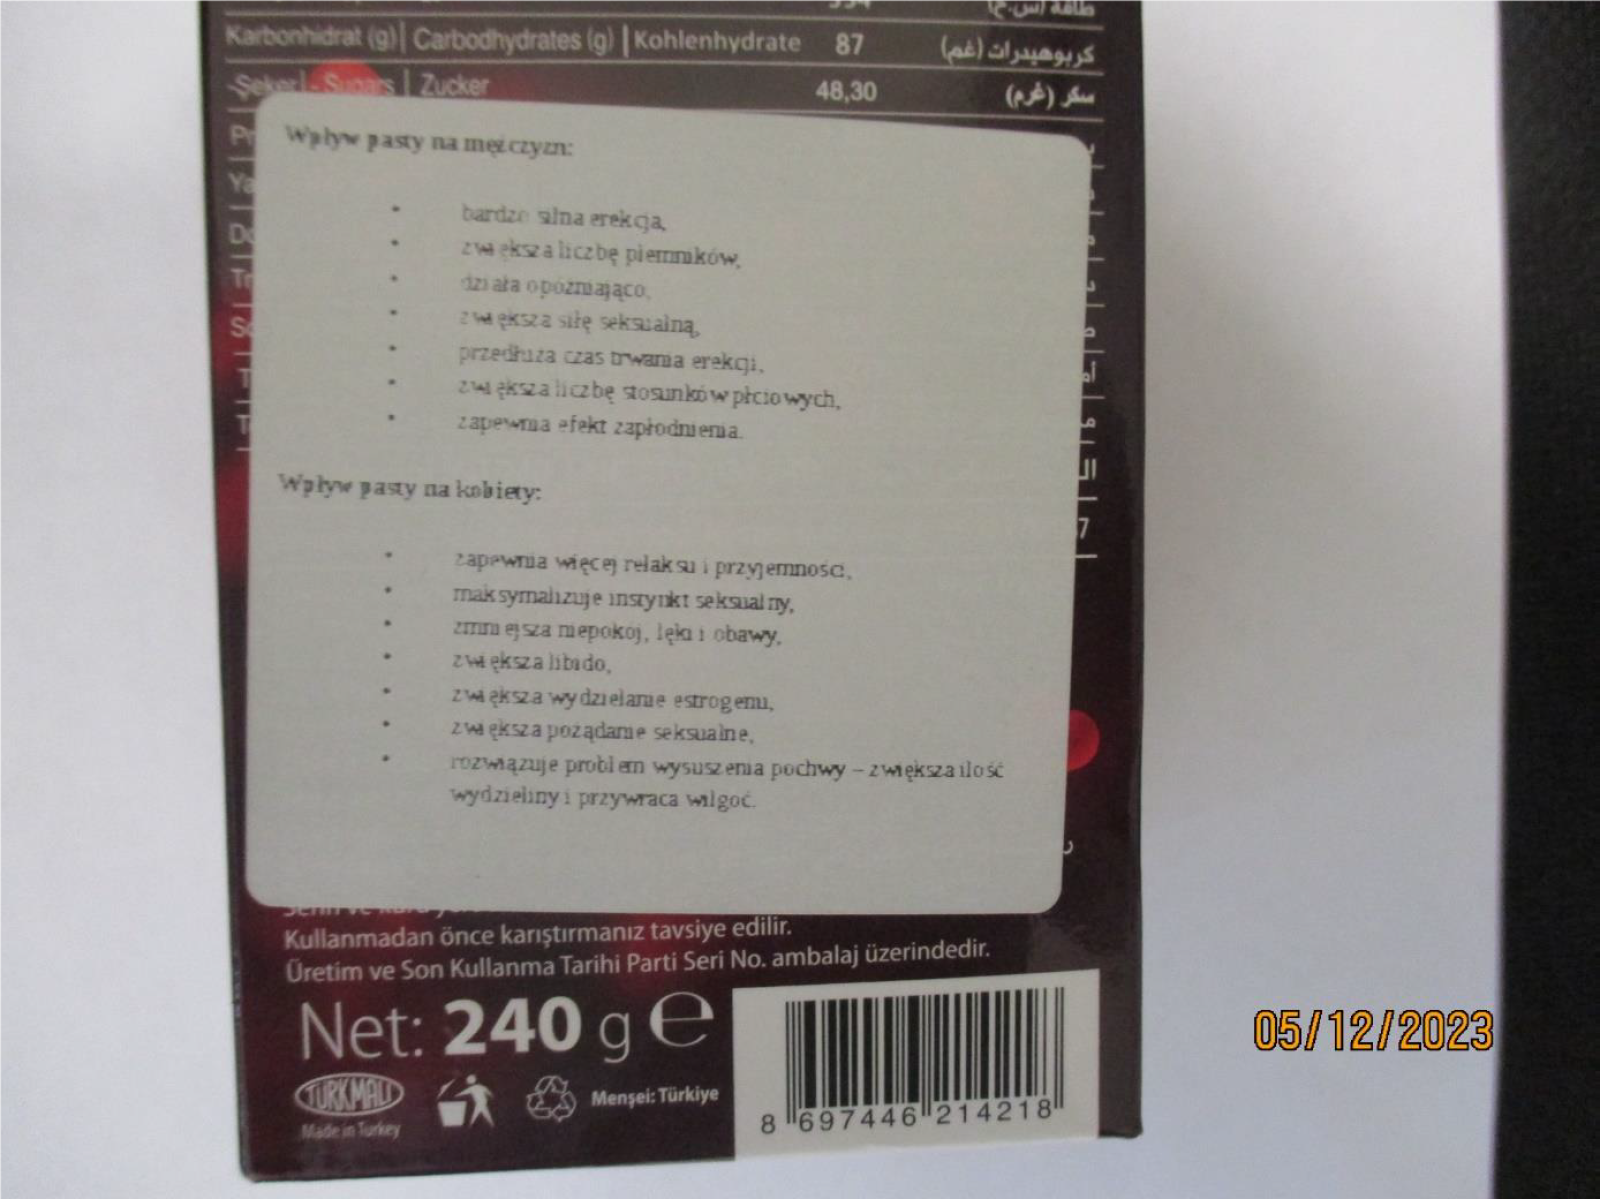 طاقة (س.ح)
Karbonhidrat (g) | Carbodhydrates (g) | Kohlenhydrate 87 كربوهيدرات (غم)
-Şeker | - Sugars | Zucker 48,30 سكر (غرم)
Wpływ pasty na mężczyzn:
• bardzo silna erekcja,
• zwiększa liczbę plemników,
• działa opóźniająco,
• zwiększa siłę seksualną,
• przedłuża czas trwania erekcji,
• zwiększa liczbę stosunków płciowych,
• zapewnia efekt zapłodnienia.
Wpływ pasty na kobiety:
• zapewnia więcej relaksu i przyjemności,
• maksymalizuje instynkt seksualny,
• zmniejsza niepokój, lęki i obawy,
• zwiększa libido,
• zwiększa wydzielanie estrogenu,
• zwiększa pożądanie seksualne,
• rozwiązuje problem wysuszenia pochwy – zwiększa ilość
wydzieliny i przywraca wilgoć.
Kullanmadan önce karıştırmanız tavsiye edilir.
Üretim ve Son Kullanma Tarihi Parti Seri No. ambalaj üzerindedir.
Net: 240 g e
TURKMALI
Made in Turkey
Menşei: Türkiye
8 697446 214218
05/12/2023